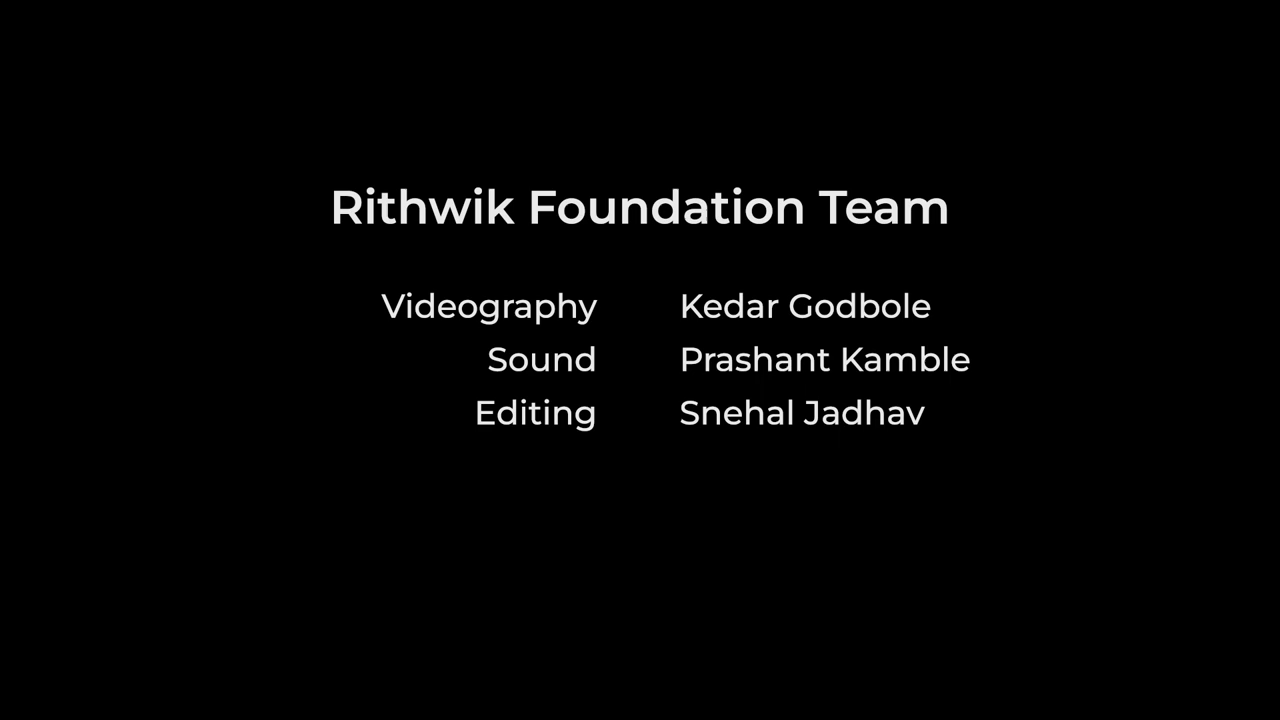 Rithwik Foundation Team
Videography Kedar Godbole
Sound Prashant Kamble
Editing Snehal Jadhav